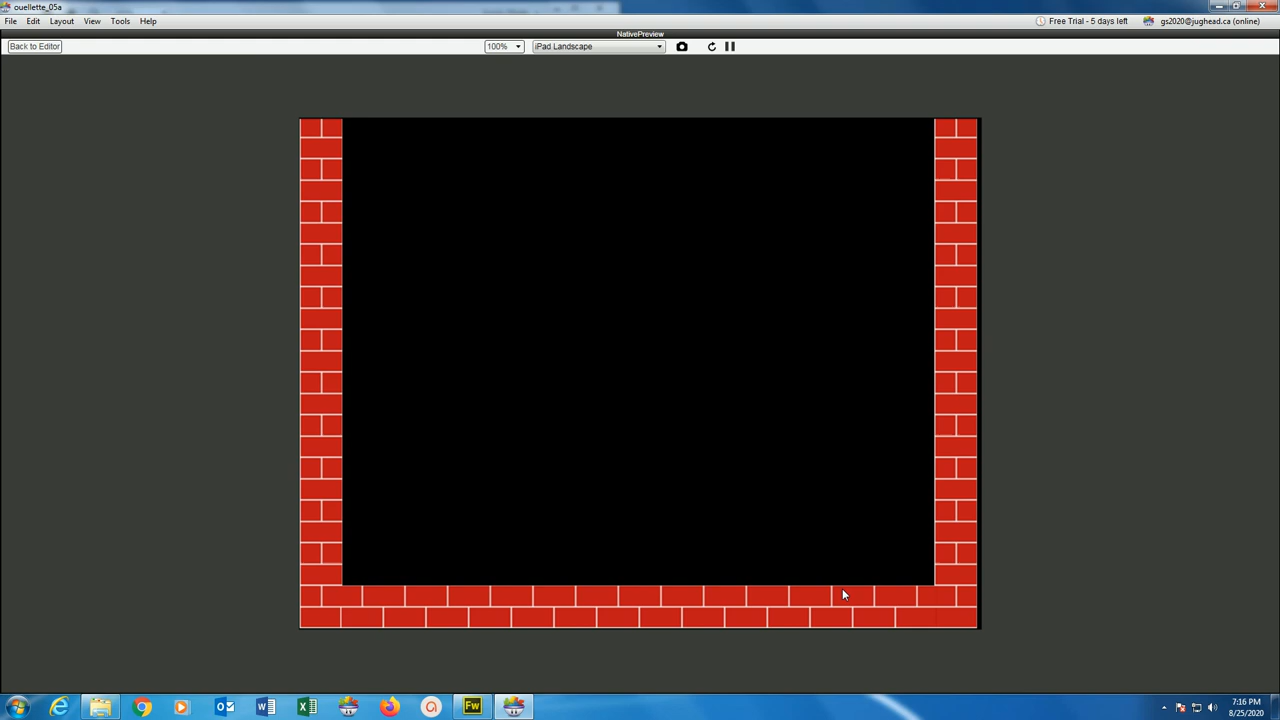 ouellette_05a
File Edit Layout View Tools Help
Free Trial - 5 days left gs2020@jughead.ca (online)
NativePreview
Back to Editor 100% iPad Landscape
Fw
7:16 PM
8/25/2020